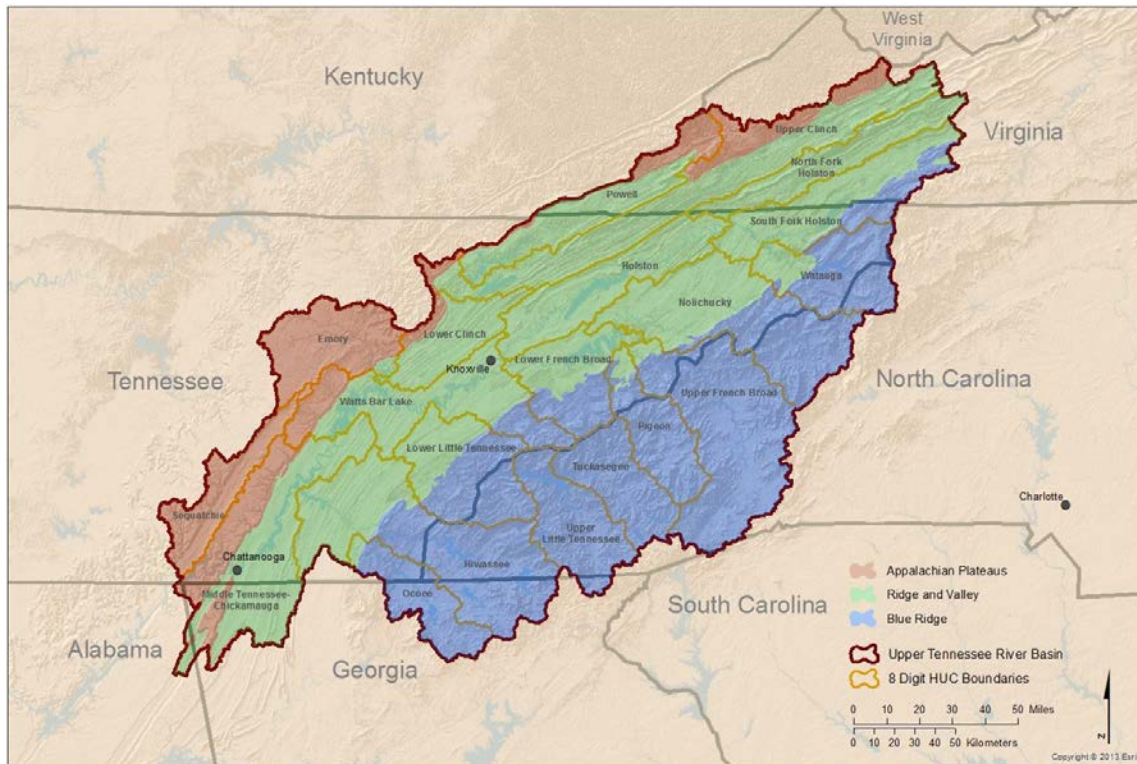 West
Virginia
Kentucky
Virginia
Upper Clinch
North Fork
Holston
Powell
South Fork Holston
Holston
Watauga
Nolichucky
Emory
Lower Clinch
Knoxville
Lower French Broad
Tennessee
North Carolina
Upper French Broad
Watts Bar Lake
Pigeon
Lower Little Tennessee
Tuckasegee
Charlotte
Sequatchie
Upper
Little Tennessee
Chattanooga
Hiwassee
Ocoee
Middle Tennessee-
Chickamauga
South Carolina
Alabama
Georgia
Appalachian Plateaus
Ridge and Valley
Blue Ridge
Upper Tennessee River Basin
8 Digit HUC Boundaries
0 10 20 30 40 50 Miles
0 10 20 30 40 50 Kilometers
N
Copyright © 2013 Esri